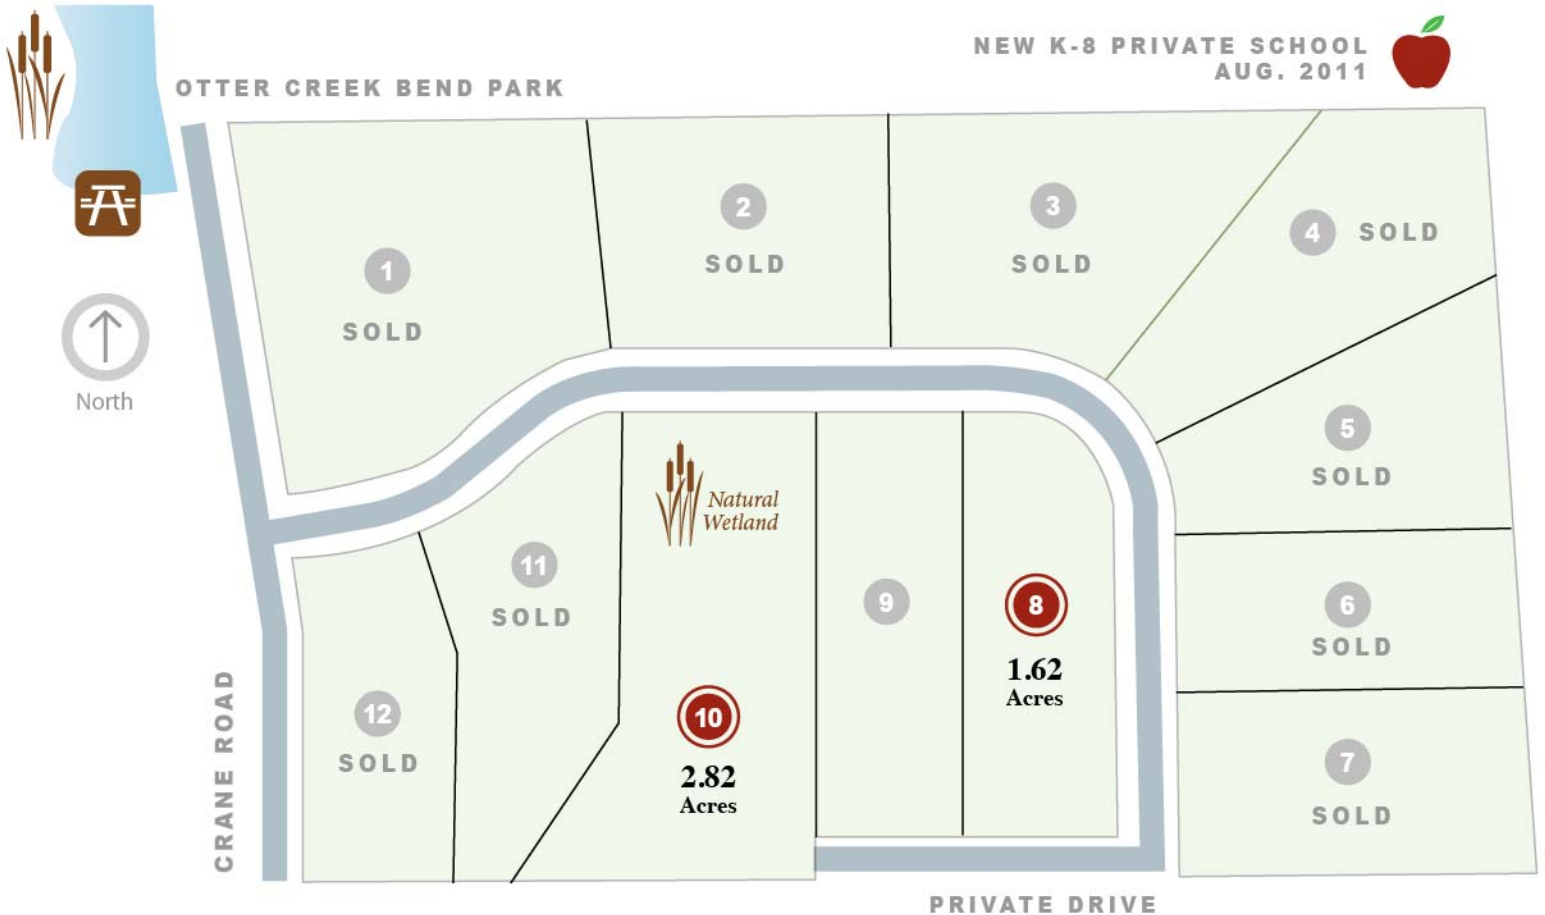 NEW K-8 PRIVATE SCHOOL
AUG. 2011
OTTER CREEK BEND PARK
1
SOLD
2
SOLD
3
SOLD
4 SOLD
North
5
SOLD
Natural
Wetland
11
SOLD
9
8
1.62
Acres
6
SOLD
12
SOLD
10
2.82
Acres
7
SOLD
CRANE ROAD
PRIVATE DRIVE